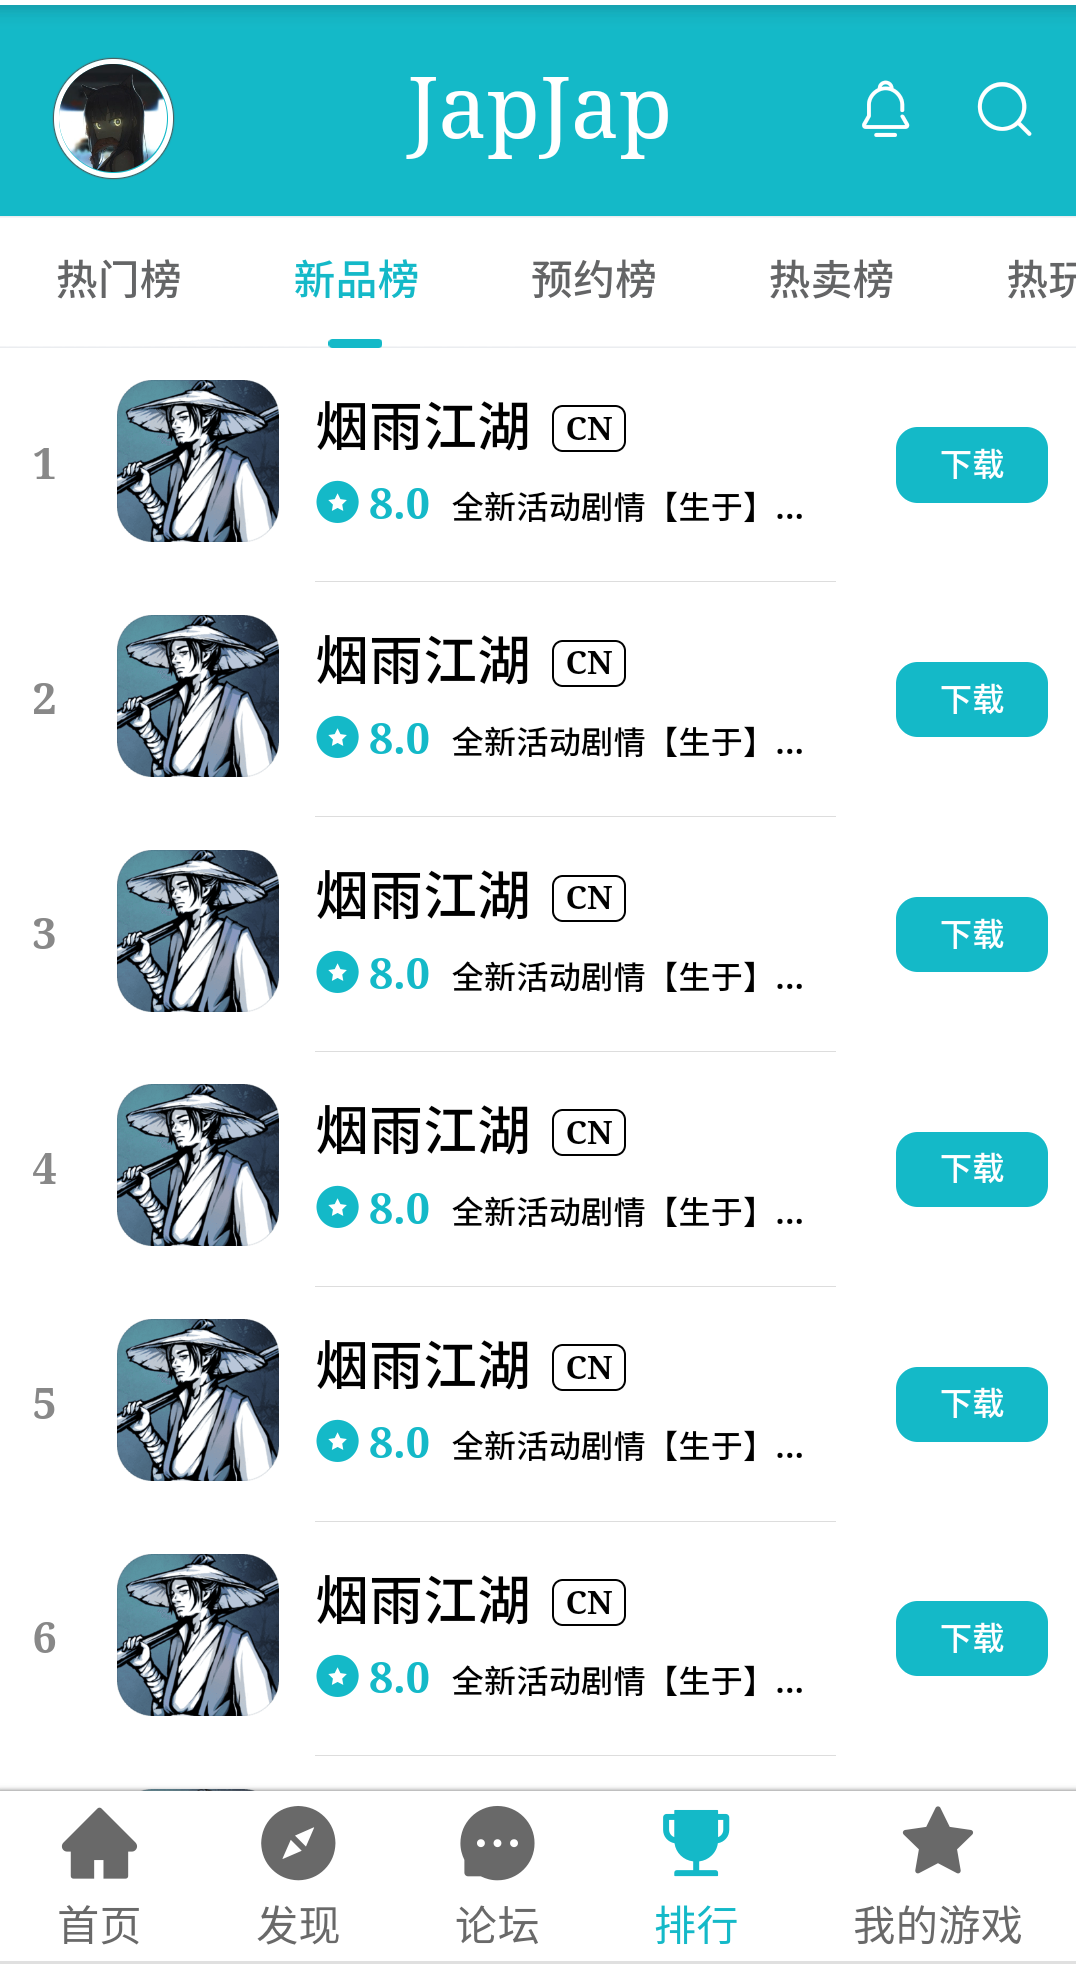 JapJap
热门榜 新品榜 预约榜 热卖榜 热玩
1 烟雨江湖 CN
8.0 全新活动剧情【生于】... 下载
2 烟雨江湖 CN
8.0 全新活动剧情【生于】... 下载
3 烟雨江湖 CN
8.0 全新活动剧情【生于】... 下载
4 烟雨江湖 CN
8.0 全新活动剧情【生于】... 下载
5 烟雨江湖 CN
8.0 全新活动剧情【生于】... 下载
6 烟雨江湖 CN
8.0 全新活动剧情【生于】... 下载
首页 发现 论坛 排行 我的游戏